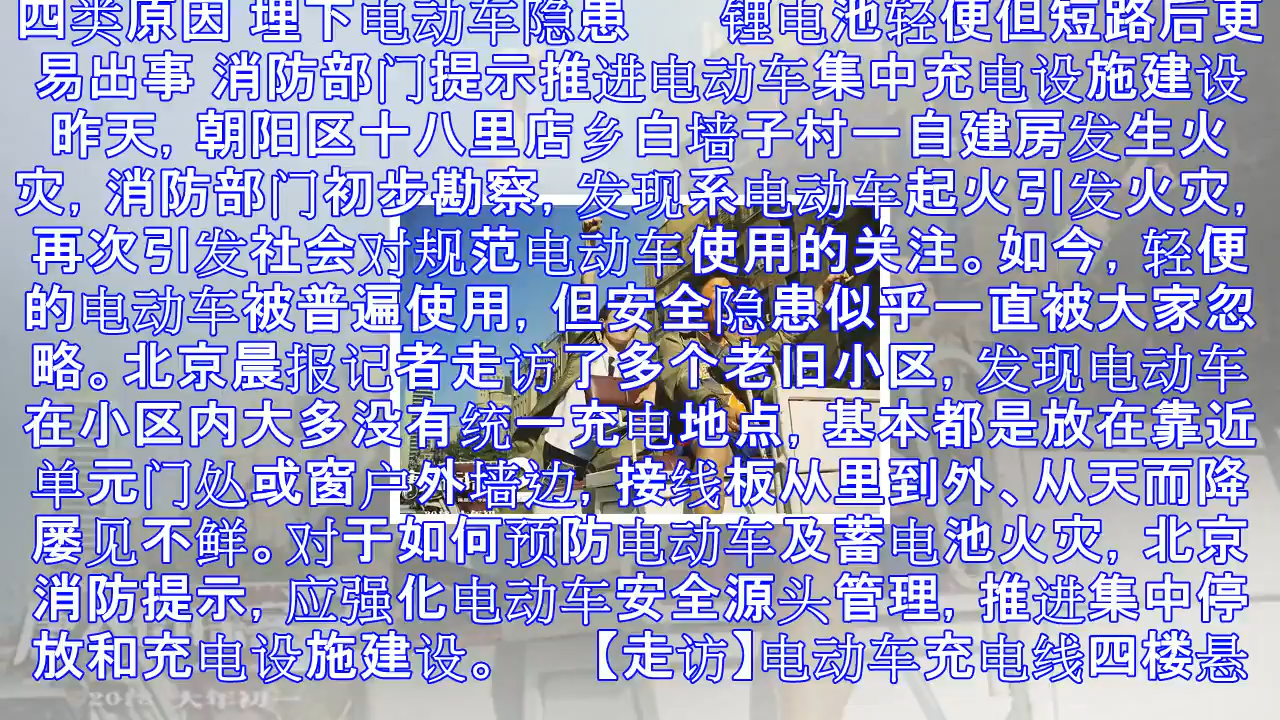 四类原因 埋下电动车隐患　　锂电池轻便但短路后更
易出事 消防部门提示推进电动车集中充电设施建设
昨天, 朝阳区十八里店乡白墙子村一自建房发生火
灾, 消防部门初步勘察, 发现系电动车起火引发火灾,
再次引发社会对规范电动车使用的关注。如今, 轻便
的电动车被普遍使用, 但安全隐患似乎一直被大家忽
略。北京晨报记者走访了多个老旧小区, 发现电动车
在小区内大多没有统一充电地点, 基本都是放在靠近
单元门处或窗户外墙边, 接线板从里到外、从天而降
屡见不鲜。对于如何预防电动车及蓄电池火灾, 北京
消防提示, 应强化电动车安全源头管理, 推进集中停
放和充电设施建设。　　【走访】电动车充电线四楼悬
2012 大年初一